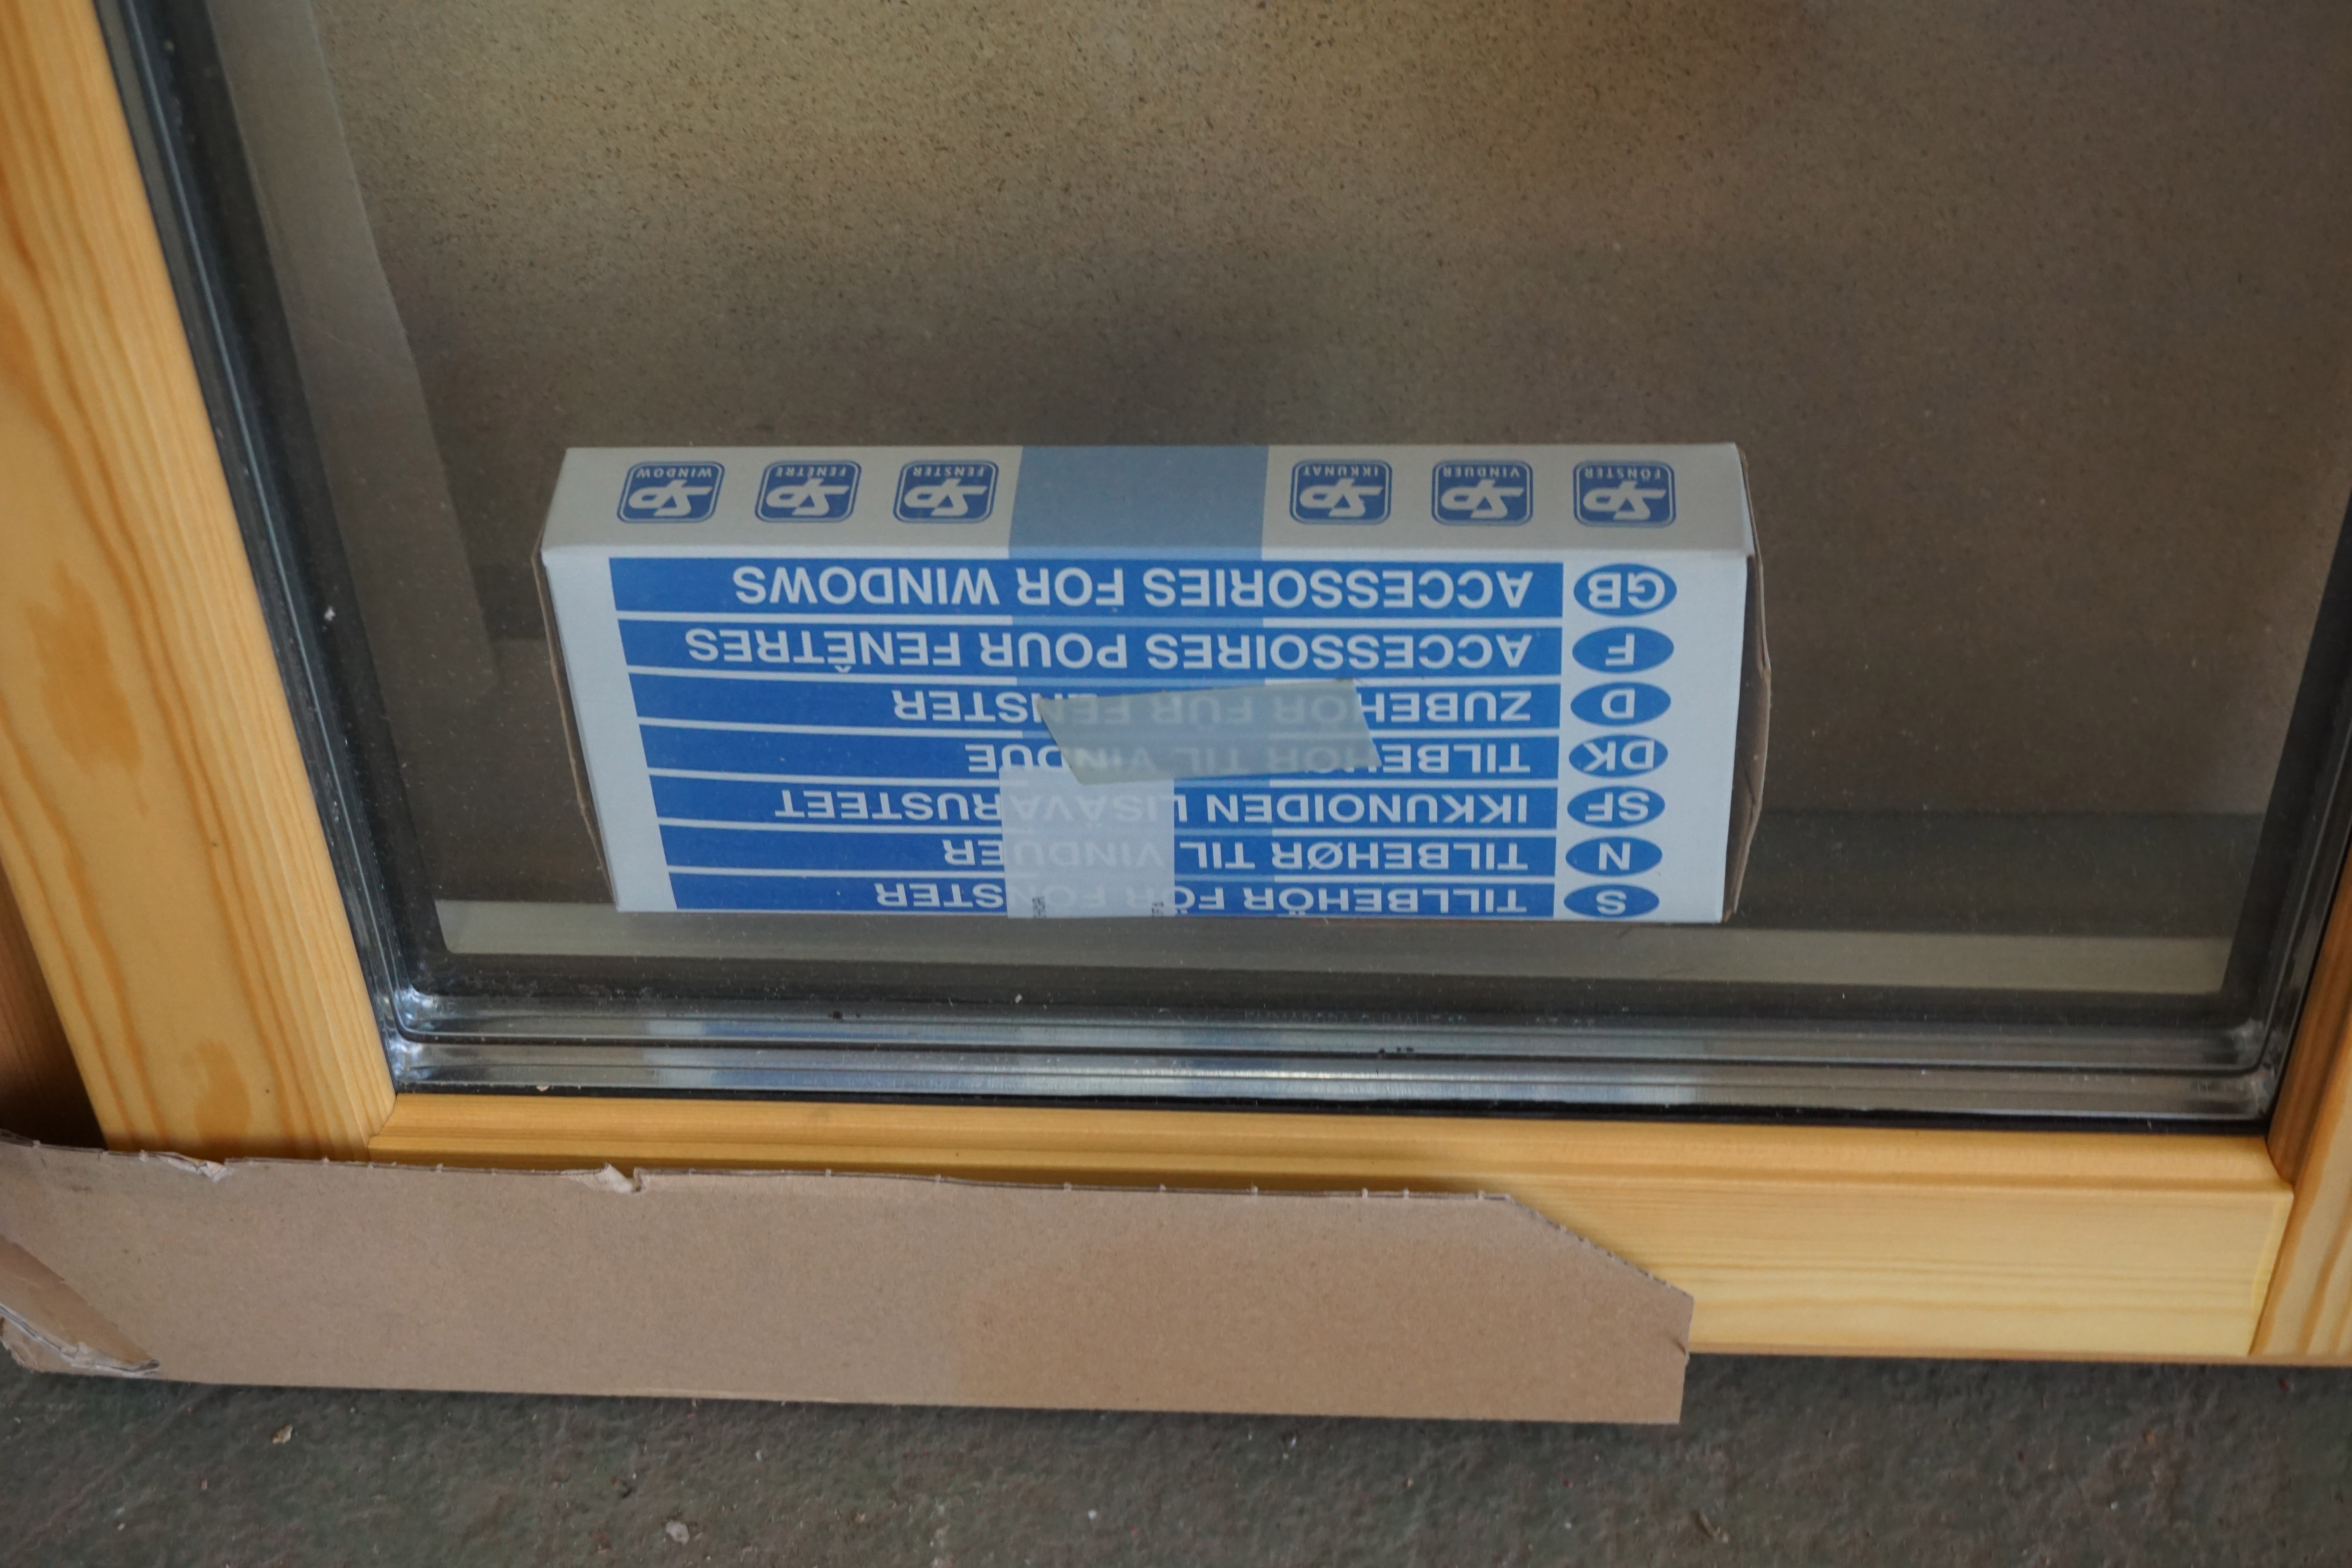 S TILLBEHÖR FÖR FÖNSTER
N TILBEHØR TIL VINDUER
SF IKKUNOIDEN LISÄVARUSTEET
DK TILBEHØR TIL VINDUE
D ZUBEHÖR FÜR FENSTER
F ACCESSOIRES POUR FENÊTRES
GB ACCESSORIES FOR WINDOWS
SP FÖNSTER
SP VINDUER
SP IKKUNAT
SP FENSTER
SP FENÊTRE
SP WINDOW